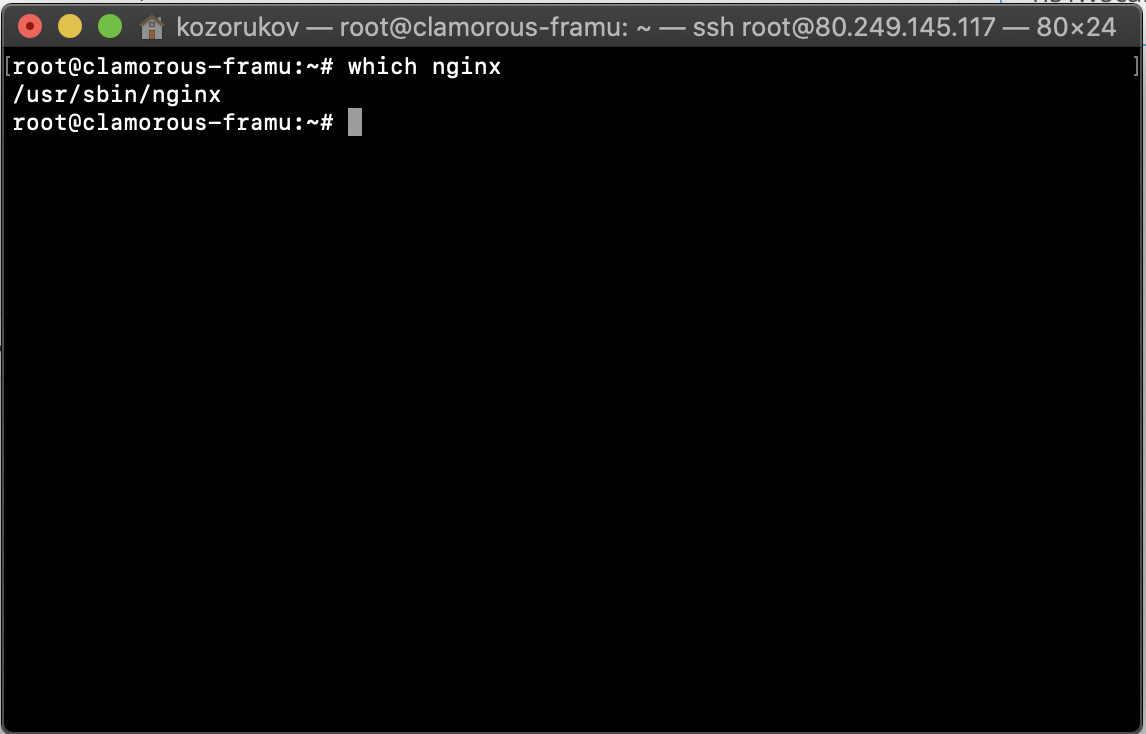 kozorukov — root@clamorous-framu: ~ — ssh root@80.249.145.117 — 80×24
[root@clamorous-framu:~# which nginx ]
/usr/sbin/nginx
root@clamorous-framu:~#